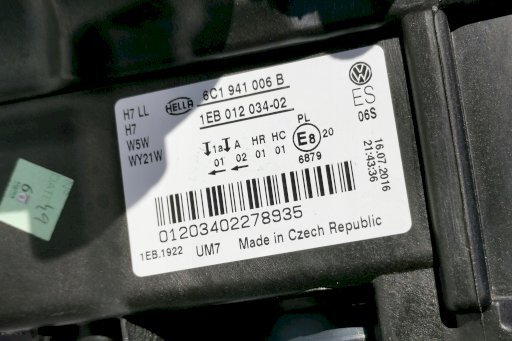 H7 LL
H7
W5W
WY21W
HELLA
6C1 941 006 B
1EB 012 034-02
1a A HR HC PL
01 02 01 01
E8 20
6879
ES
06S
16.07.2016
21:43:36
01203402278935
1EB.1922 UM7 Made in Czech Republic
49